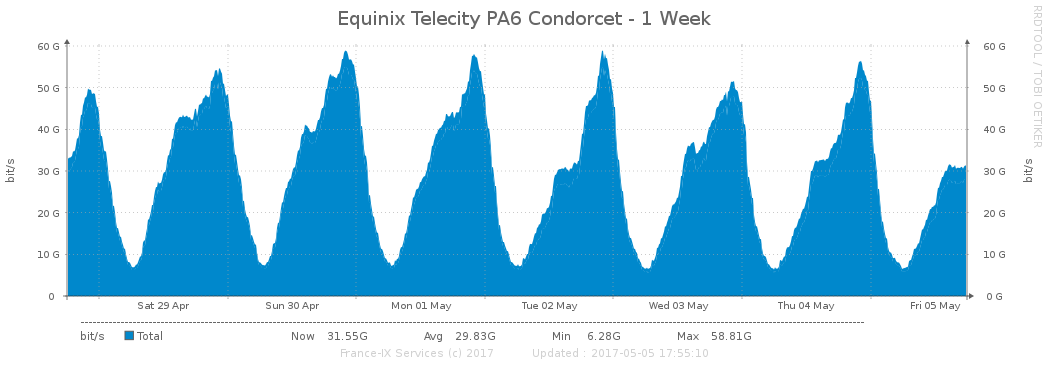 Equinix Telecity PA6 Condorcet - 1 Week
RRDTOOL / TOBI OETIKER
60 G 60 G
50 G 50 G
40 G 40 G
30 G 30 G
20 G 20 G
10 G 10 G
0 0 G
bit/s bit/s
Sat 29 Apr Sun 30 Apr Mon 01 May Tue 02 May Wed 03 May Thu 04 May Fri 05 May
bit/s Total Now 31.55G Avg 29.83G Min 6.28G Max 58.81G
France-IX Services (c) 2017 Updated : 2017-05-05 17:55:10